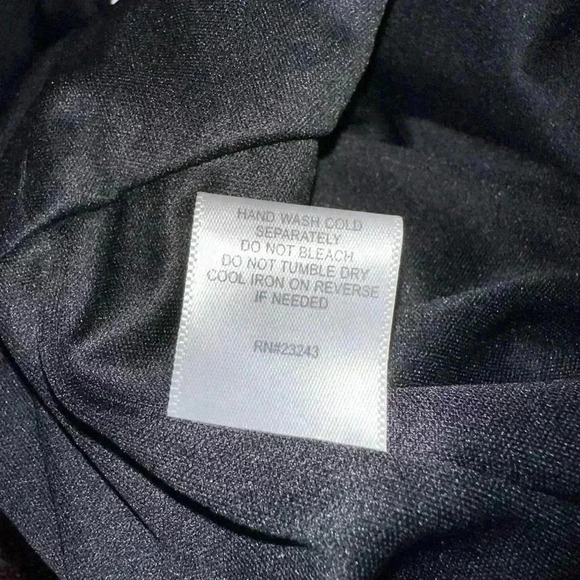 HAND WASH COLD
SEPARATELY
DO NOT BLEACH
DO NOT TUMBLE DRY
COOL IRON ON REVERSE
IF NEEDED
RN#23243